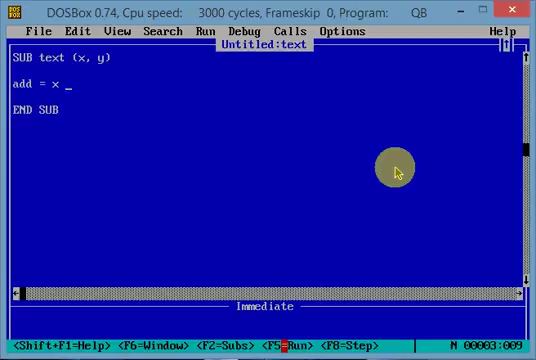 DOSBox 0.74, Cpu speed: 3000 cycles, Frameskip 0, Program: QB
File Edit View Search Run Debug Calls Options Help
Untitled:text
SUB text (x, y)
add = x _
END SUB
Immediate
<Shift+F1=Help> <F6=Window> <F2=Subs> <F5=Run> <F8=Step> N 00003:009